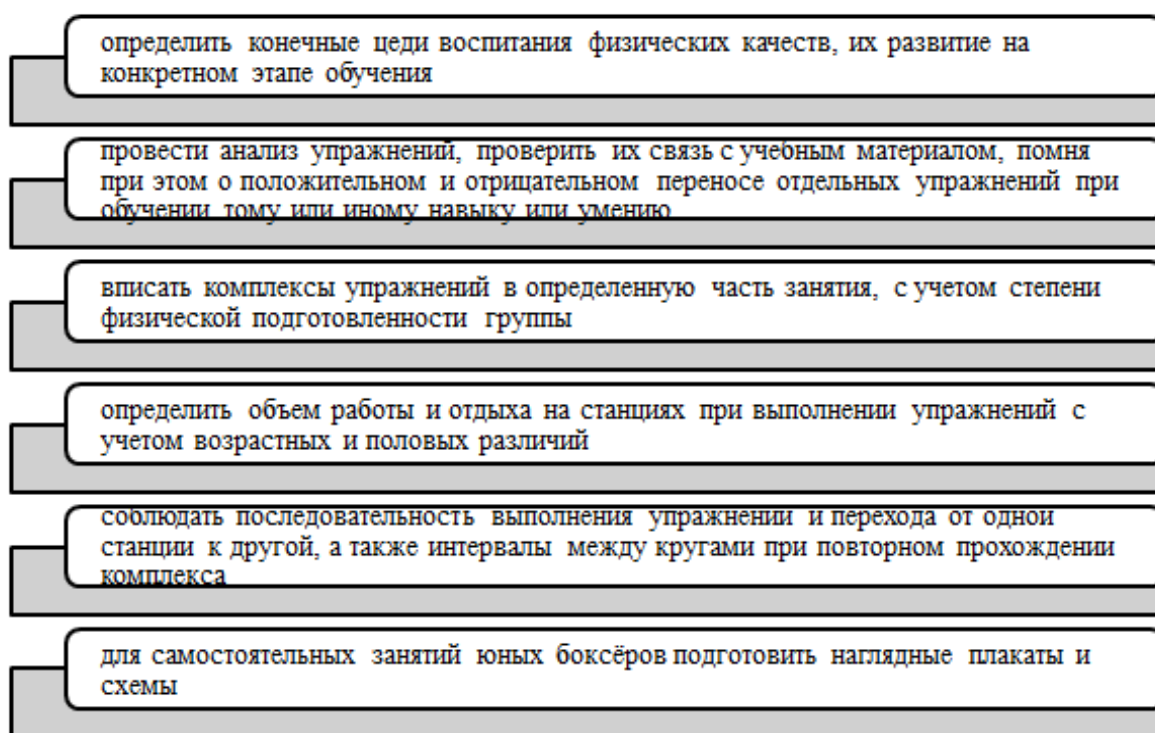 определить конечные цеди воспитания физических качеств, их развитие на
конкретном этапе обучения
провести анализ упражнений, проверить их связь с учебным материалом, помня
при этом о положительном и отрицательном переносе отдельных упражнений при
обучении тому или иному навыку или умению
вписать комплексы упражнений в определенную часть занятия, с учетом степени
физической подготовленности группы
определить объем работы и отдыха на станциях при выполнении упражнений с
учетом возрастных и половых различий
соблюдать последовательность выполнения упражнении и перехода от одной
станции к другой, а также интервалы между кругами при повторном прохождении
комплекса
для самостоятельных занятий юных боксёров подготовить наглядные плакаты и
схемы